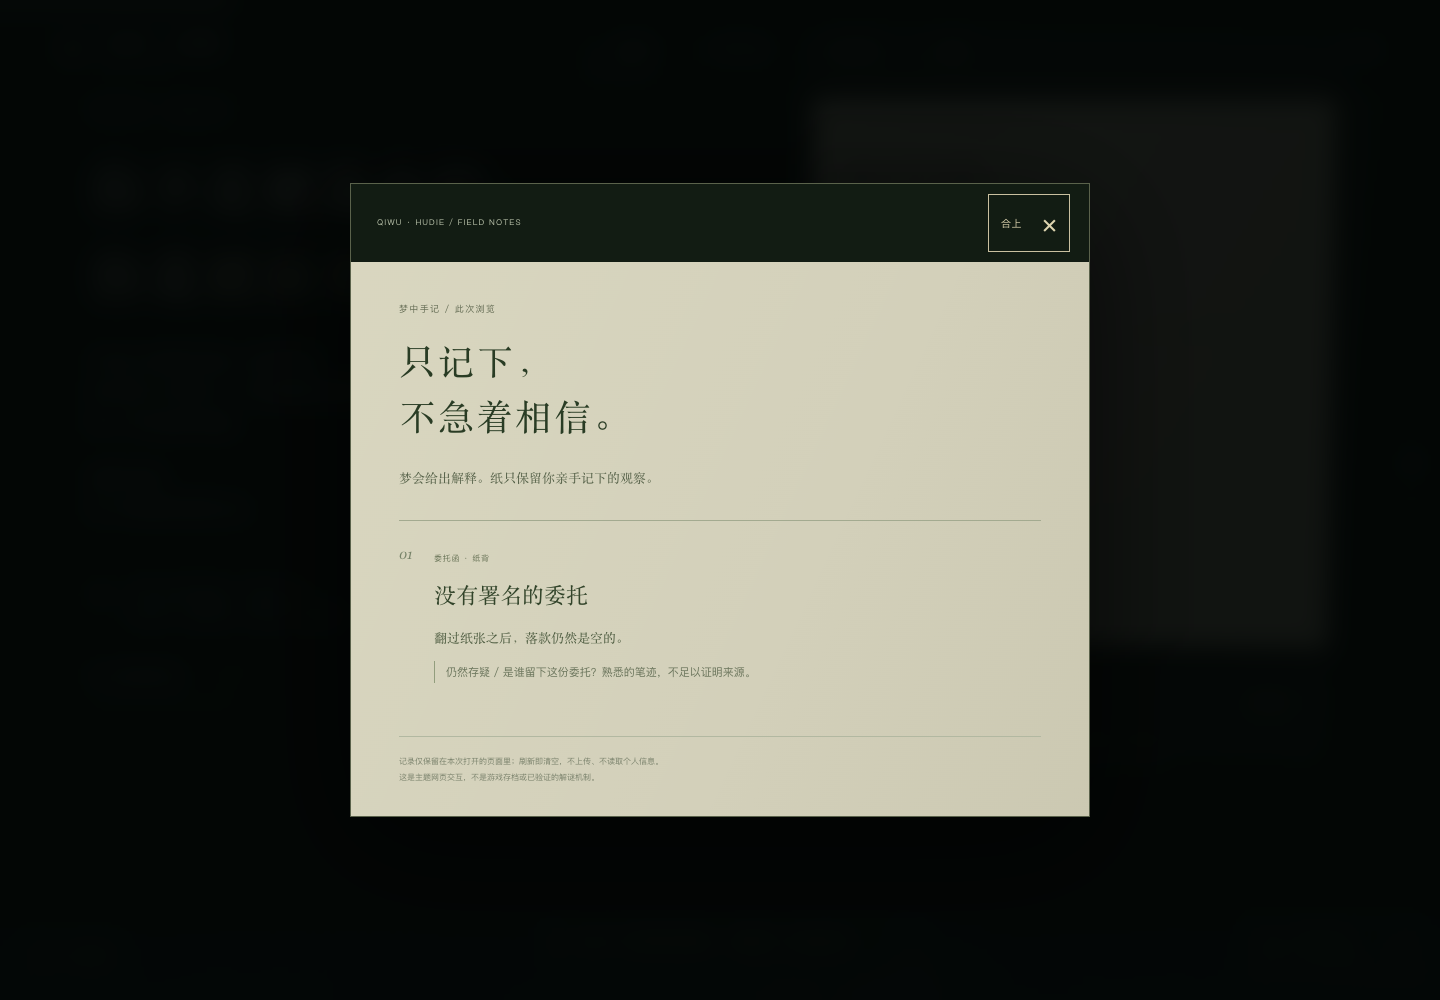 QIWU · HUDIE / FIELD NOTES
合上 ✕
梦中手记 / 此次浏览
只记下，
不急着相信。
梦会给出解释。纸只保留你亲手记下的观察。
01 委托函 · 纸背
没有署名的委托
翻过纸张之后，落款仍然是空的。
仍然存疑 / 是谁留下这份委托？熟悉的笔迹，不足以证明来源。
记录仅保留在本次打开的页面里；刷新即清空，不上传、不读取个人信息。
这是主题网页交互，不是游戏存档或已验证的解谜机制。